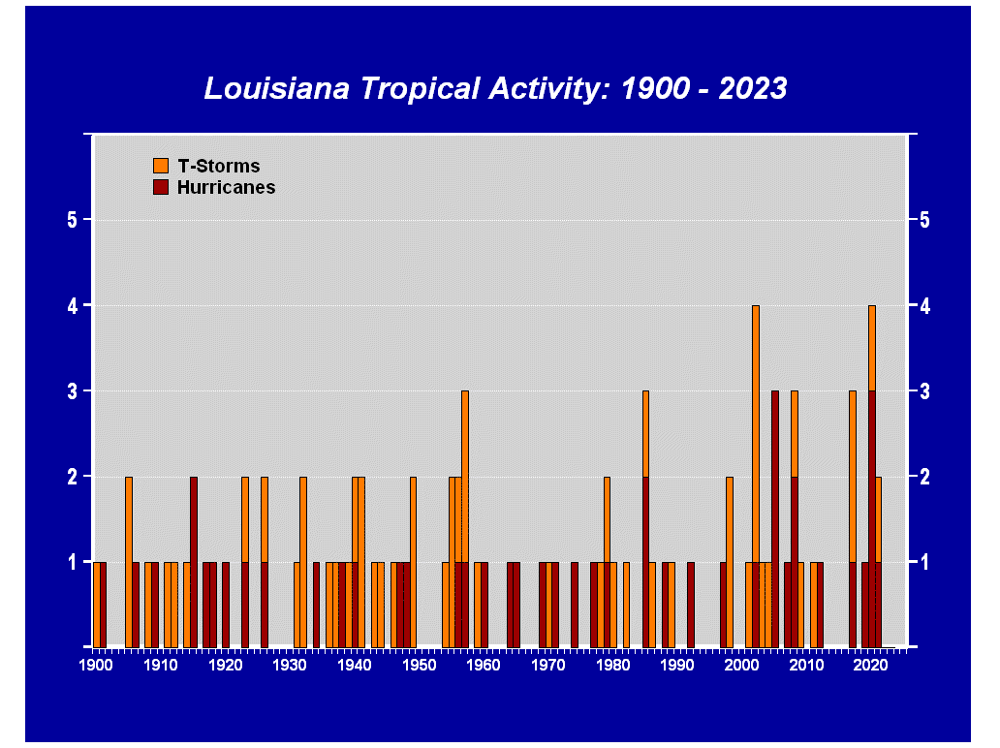 Louisiana Tropical Activity: 1900 - 2023
T-Storms
Hurricanes
5 5
4 4
3 3
2 2
1 1
1900 1910 1920 1930 1940 1950 1960 1970 1980 1990 2000 2010 2020